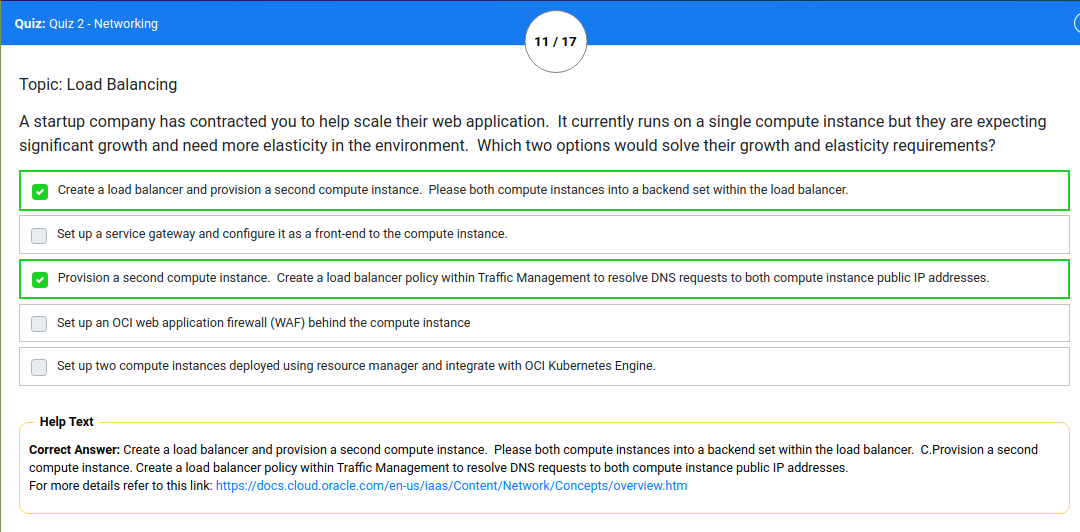 Quiz: Quiz 2 - Networking
11 / 17
Topic: Load Balancing
A startup company has contracted you to help scale their web application.  It currently runs on a single compute instance but they are expecting
significant growth and need more elasticity in the environment.  Which two options would solve their growth and elasticity requirements?
Create a load balancer and provision a second compute instance.  Please both compute instances into a backend set within the load balancer.
Set up a service gateway and configure it as a front-end to the compute instance.
Provision a second compute instance.  Create a load balancer policy within Traffic Management to resolve DNS requests to both compute instance public IP addresses.
Set up an OCI web application firewall (WAF) behind the compute instance
Set up two compute instances deployed using resource manager and integrate with OCI Kubernetes Engine.
Help Text
Correct Answer: Create a load balancer and provision a second compute instance.  Please both compute instances into a backend set within the load balancer.  C.Provision a second
compute instance. Create a load balancer policy within Traffic Management to resolve DNS requests to both compute instance public IP addresses.
For more details refer to this link: https://docs.cloud.oracle.com/en-us/iaas/Content/Network/Concepts/overview.htm